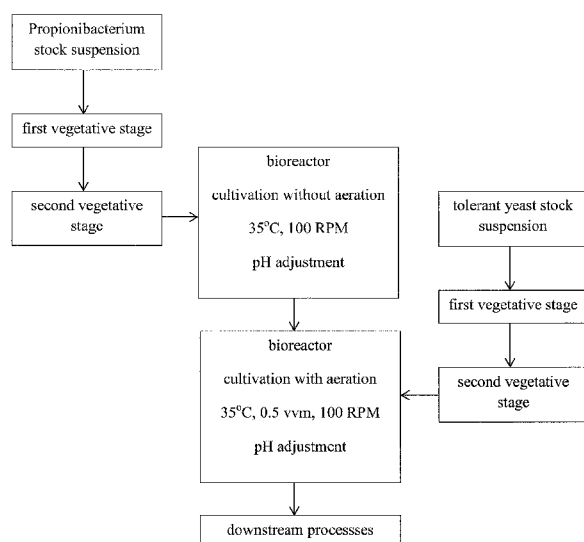 Propionibacterium
stock suspension
first vegetative stage
second vegetative
stage
bioreactor
cultivation without aeration
35°C, 100 RPM
pH adjustment
tolerant yeast stock
suspension
first vegetative stage
second vegetative
stage
bioreactor
cultivation with aeration
35°C, 0.5 vvm, 100 RPM
pH adjustment
downstream processses